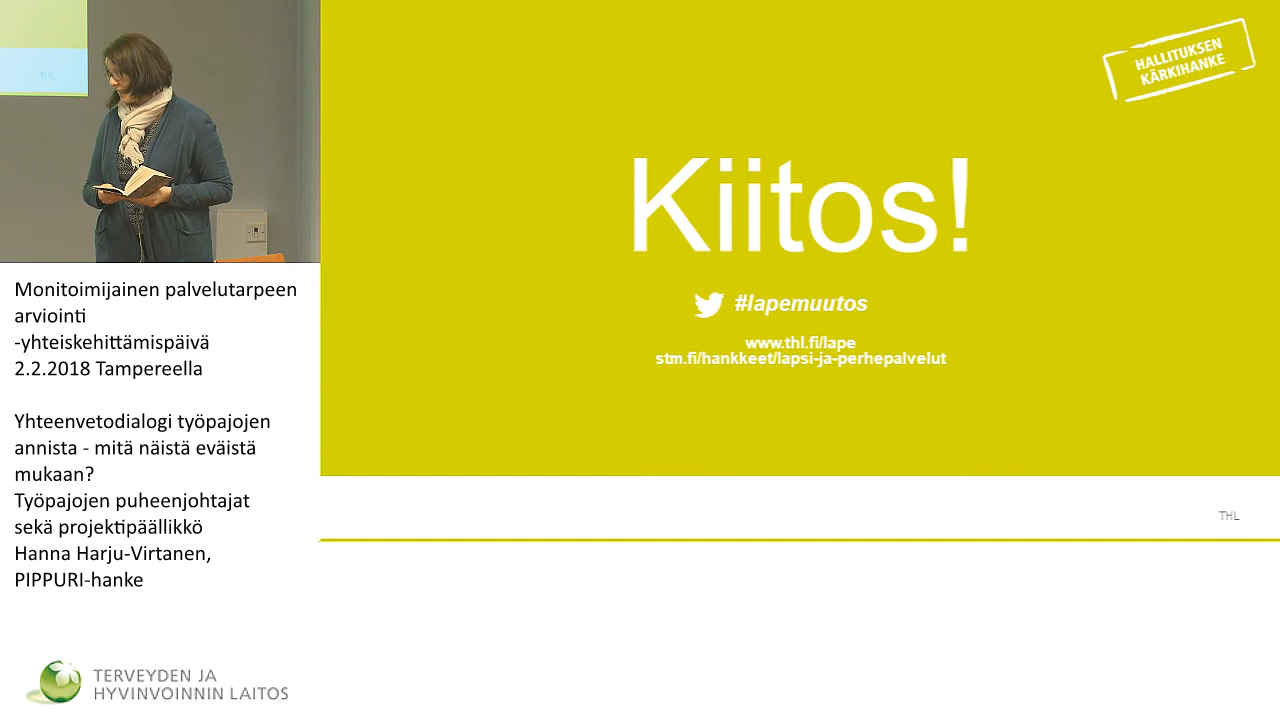 THL
Monitoimijainen palvelutarpeen
arviointi
-yhteiskehittämispäivä
2.2.2018 Tampereella
Yhteenvetodialogi työpajojen
annista - mitä näistä eväistä
mukaan?
Työpajojen puheenjohtajat
sekä projektipäällikkö
Hanna Harju-Virtanen,
PIPPURI-hanke
TERVEYDEN JA
HYVINVOINNIN LAITOS
HALLITUKSEN
KÄRKIHANKE
Kiitos!
#lapemuutos
www.thl.fi/lape
stm.fi/hankkeet/lapsi-ja-perhepalvelut
THL